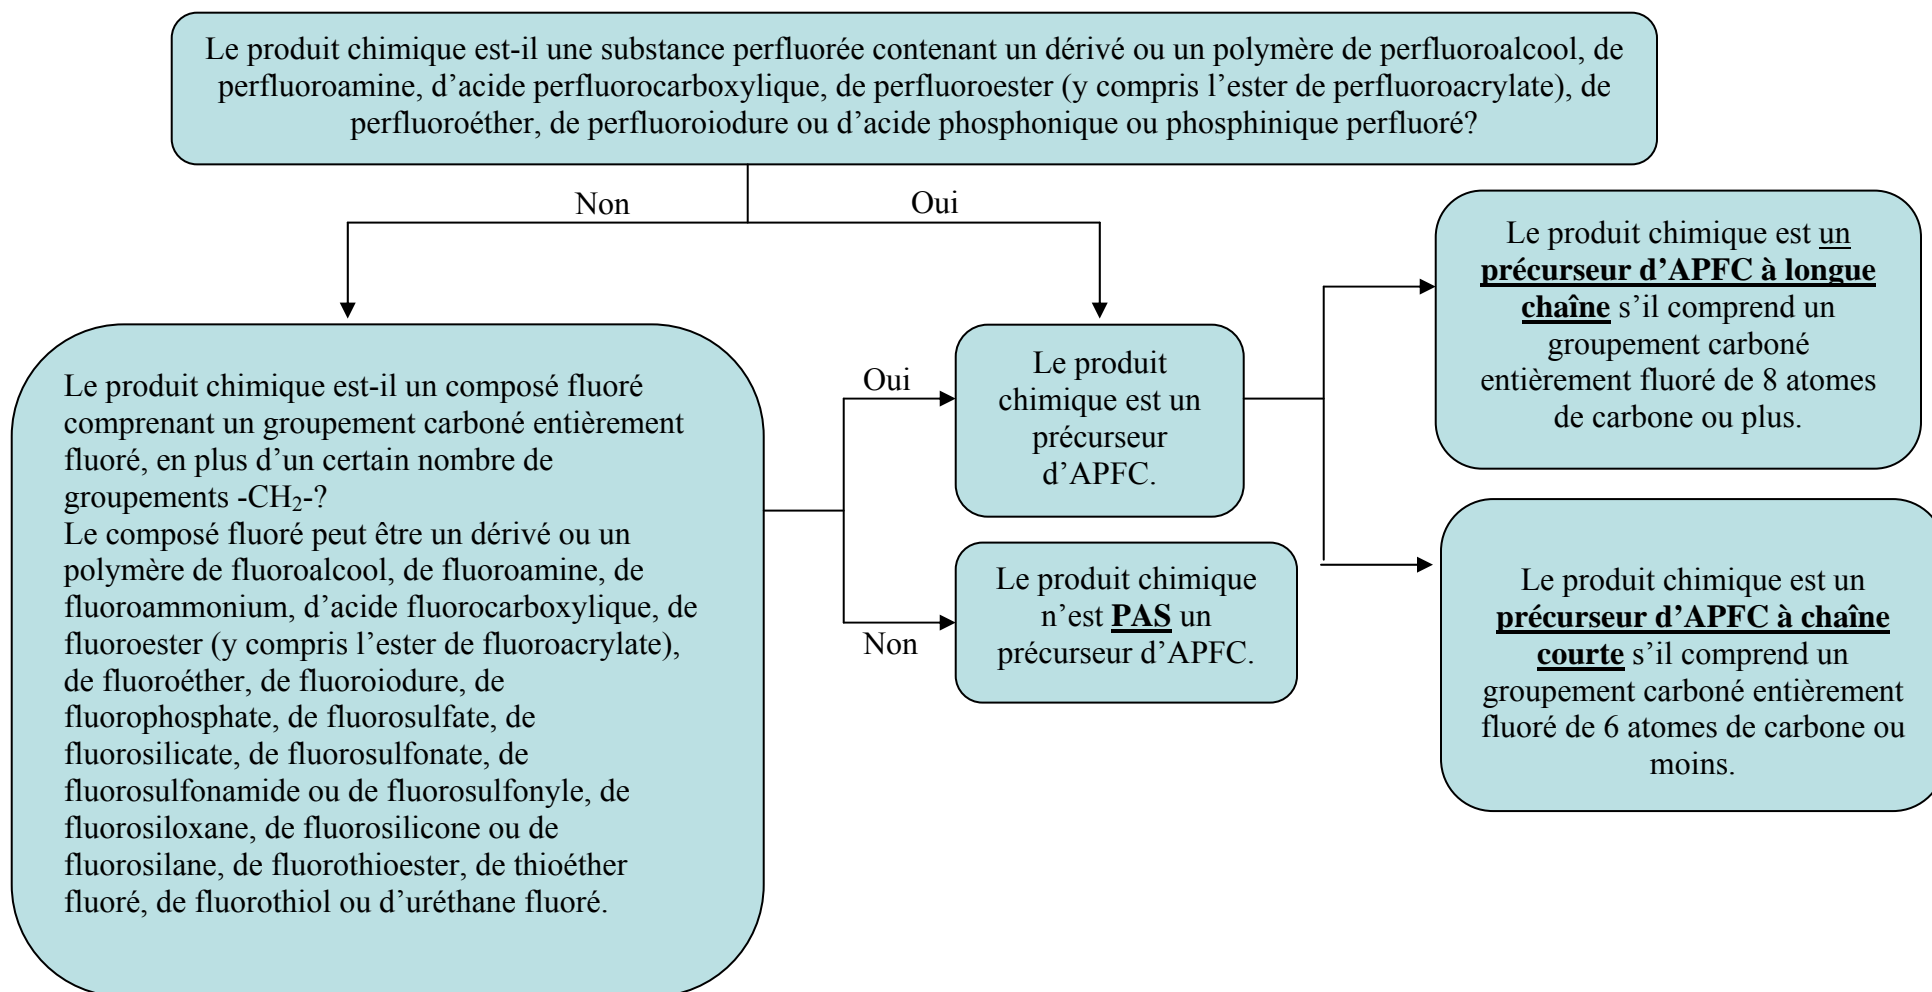 Le produit chimique est-il une substance perfluorée contenant un dérivé ou un polymère de perfluoroalcool, de
perfluoroamine, d’acide perfluorocarboxylique, de perfluoroester (y compris l’ester de perfluoroacrylate), de
perfluoroéther, de perfluoroiodure ou d’acide phosphonique ou phosphinique perfluoré?
Non
Oui
Le produit chimique est-il un composé fluoré
comprenant un groupement carboné entièrement
fluoré, en plus d’un certain nombre de
groupements -CH₂-?
Le composé fluoré peut être un dérivé ou un
polymère de fluoroalcool, de fluoroamine, de
fluoroammonium, d’acide fluorocarboxylique, de
fluoroester (y compris l’ester de fluoroacrylate),
de fluoroéther, de fluoroiodure, de
fluorophosphate, de fluorosulfate, de
fluorosilicate, de fluorosulfonate, de
fluorosulfonamide ou de fluorosulfonyle, de
fluorosiloxane, de fluorosilicone ou de
fluorosilane, de fluorothioester, de thioéther
fluoré, de fluorothiol ou d’uréthane fluoré.
Oui
Non
Le produit
chimique est un
précurseur
d’APFC.
Le produit chimique
n’est PAS un
précurseur d’APFC.
Le produit chimique est un
précurseur d’APFC à longue
chaîne s’il comprend un
groupement carboné
entièrement fluoré de 8 atomes
de carbone ou plus.
Le produit chimique est un
précurseur d’APFC à chaîne
courte s’il comprend un
groupement carboné entièrement
fluoré de 6 atomes de carbone ou
moins.